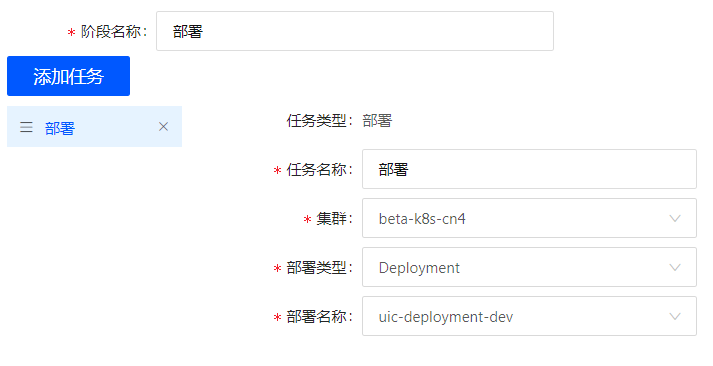 * 阶段名称: 部署
添加任务
部署
任务类型: 部署
* 任务名称: 部署
* 集群: beta-k8s-cn4
* 部署类型: Deployment
* 部署名称: uic-deployment-dev